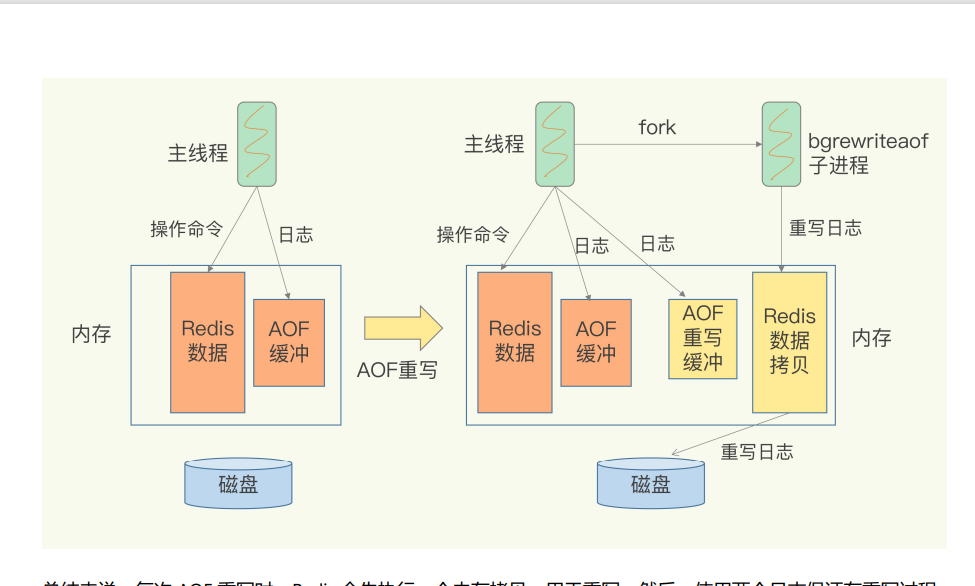 主线程
操作命令
日志
内存
Redis
数据
AOF
缓冲
磁盘
AOF重写
主线程
fork
bgrewriteaof
子进程
操作命令
日志
日志
重写日志
Redis
数据
AOF
缓冲
AOF
重写
缓冲
Redis
数据
拷贝
内存
重写日志
磁盘